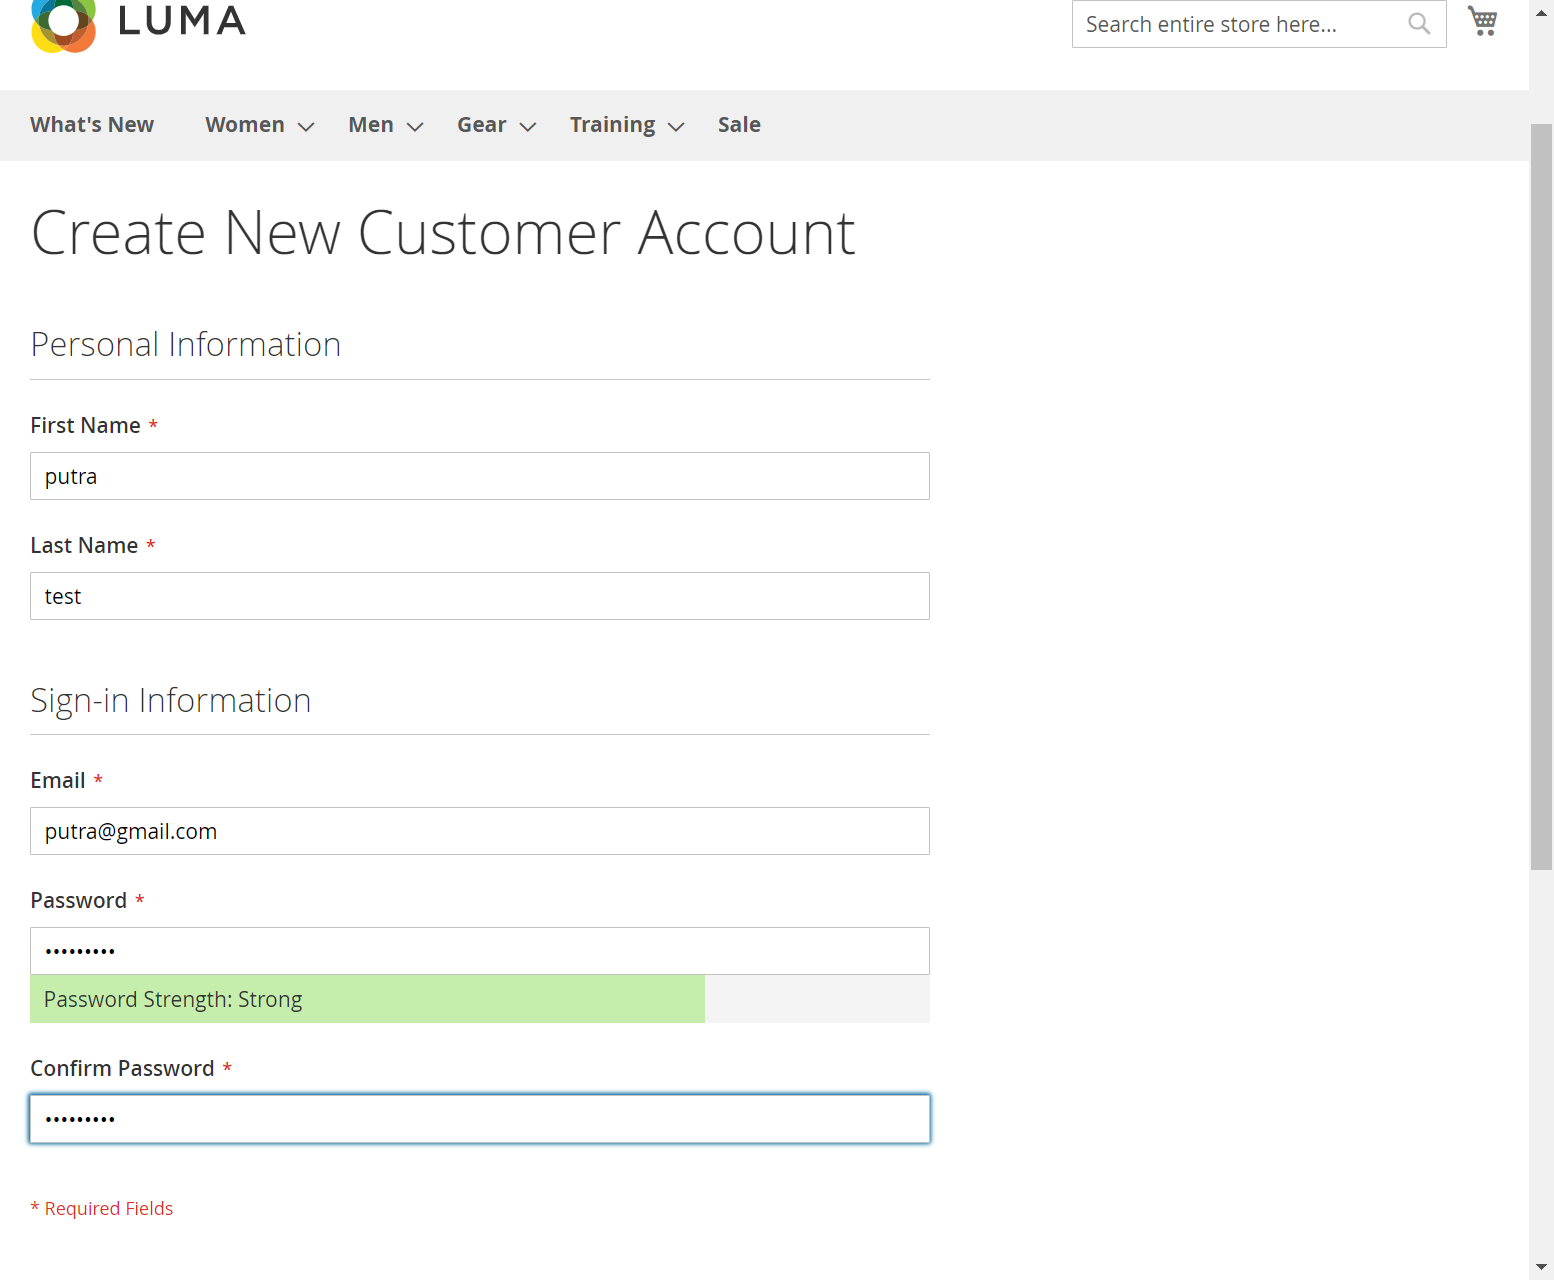 LUMA
Search entire store here...
What's New Women Men Gear Training Sale
Create New Customer Account
Personal Information
First Name *
putra
Last Name *
test
Sign-in Information
Email *
putra@gmail.com
Password *
•••••••••
Password Strength: Strong
Confirm Password *
•••••••••
* Required Fields